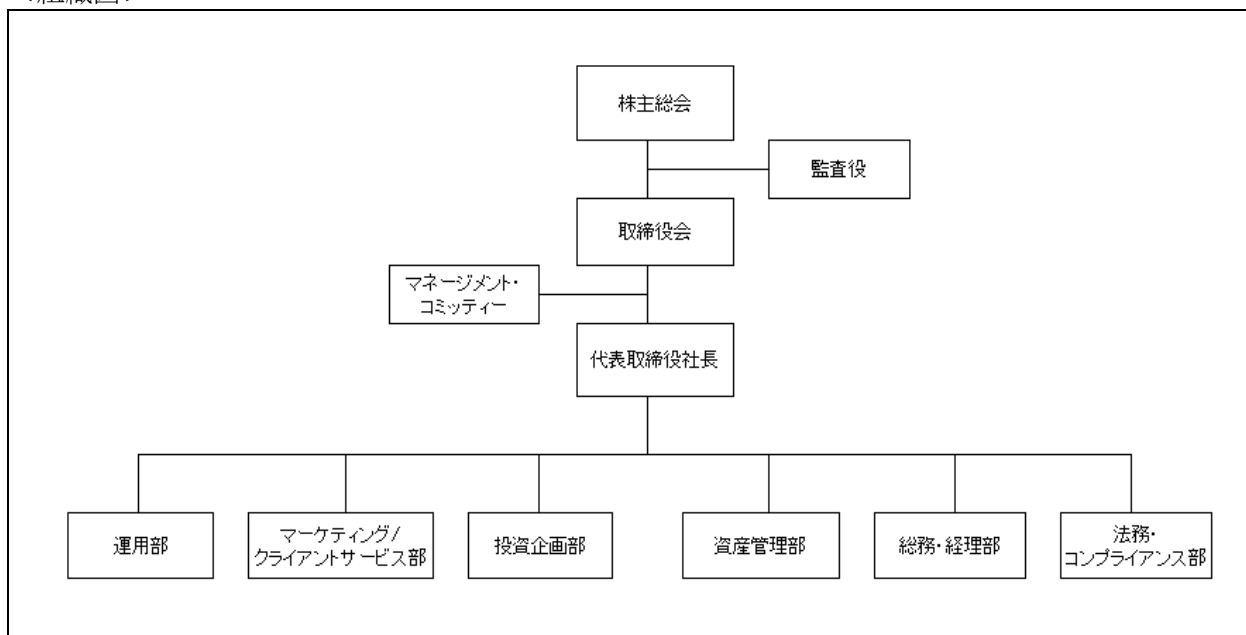 株主総会
監査役
取締役会
マネージメント・
コミッティー
代表取締役社長
運用部
マーケティング/
クライアントサービス部
投資企画部
資産管理部
総務・経理部
法務・
コンプライアンス部